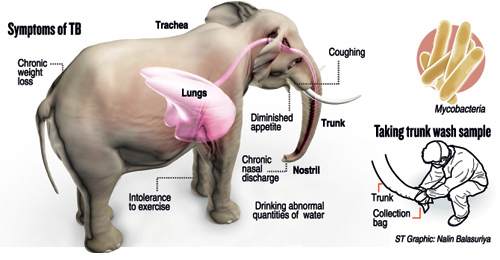 Symptoms of TB
Trachea
Chronic
weight
loss
Coughing
Lungs
Diminished
appetite
Trunk
Chronic
nasal
discharge
Nostril
Intolerance
to exercise
Drinking abnormal
quantities of water
Mycobacteria
Taking trunk wash sample
Trunk
Collection
bag
ST Graphic: Nalin Balasuriya